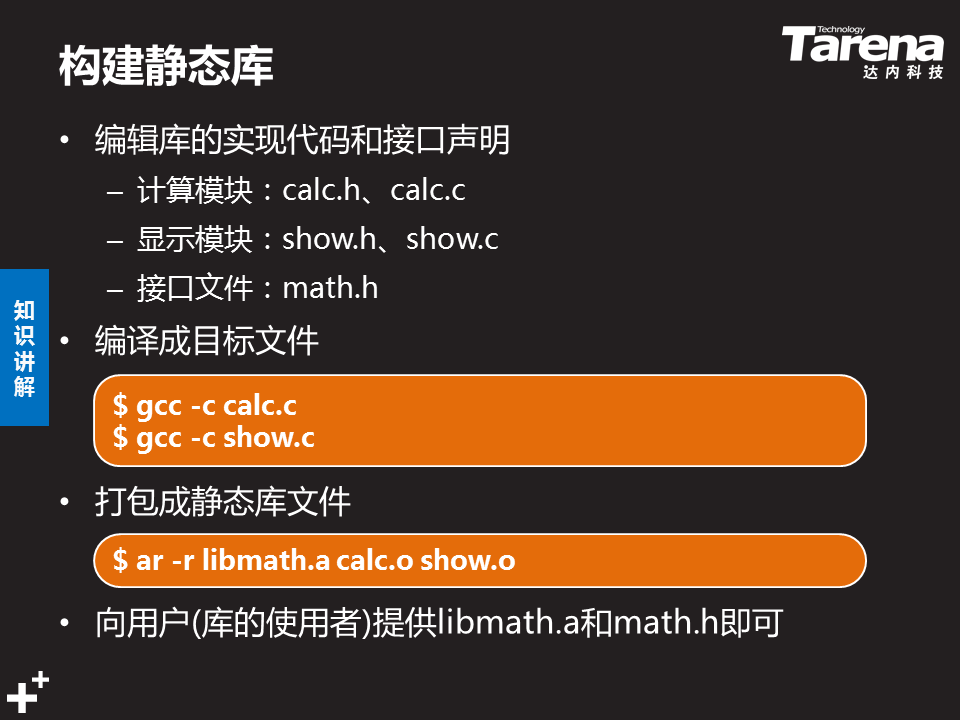 构建静态库
Technology
Tarena
达内科技
• 编辑库的实现代码和接口声明
– 计算模块：calc.h、calc.c
– 显示模块：show.h、show.c
– 接口文件：math.h
知识讲解
• 编译成目标文件
$ gcc -c calc.c
$ gcc -c show.c
• 打包成静态库文件
$ ar -r libmath.a calc.o show.o
• 向用户(库的使用者)提供libmath.a和math.h即可